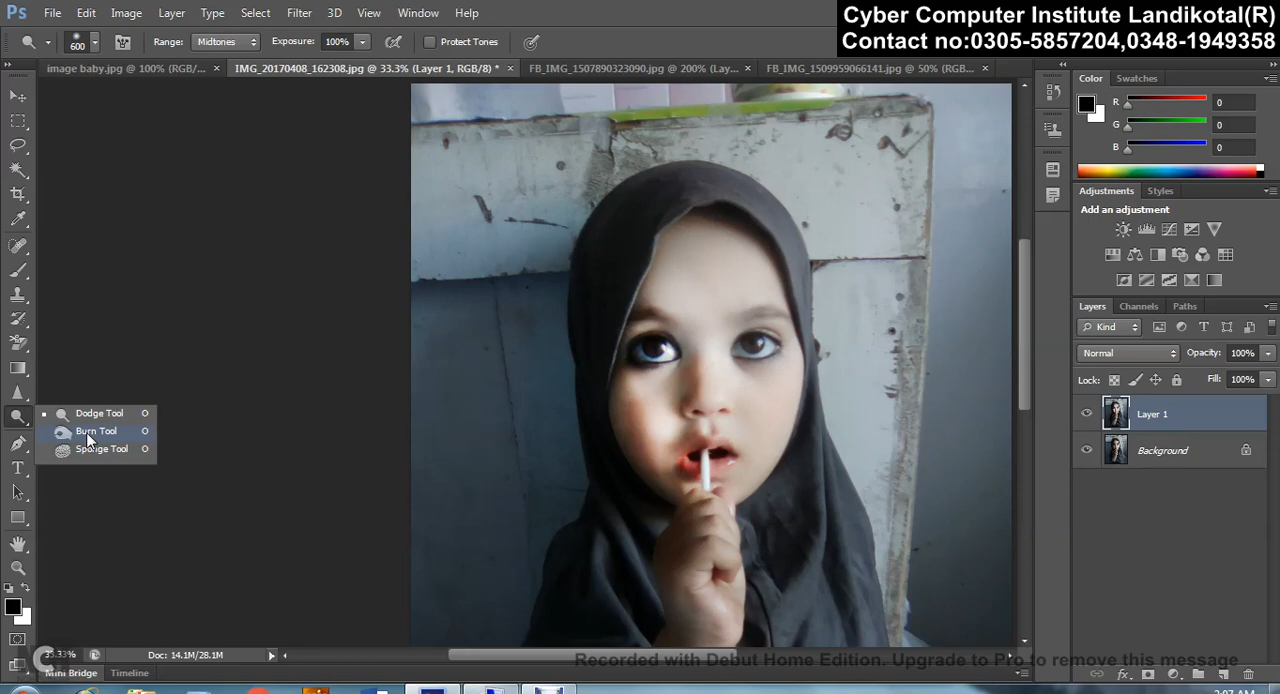 Ps File Edit Image Layer Type Select Filter 3D View Window Help
Cyber Computer Institute Landikotal(R)
Contact no:0305-5857204,0348-1949358
600 Range: Midtones Exposure: 100% Protect Tones
image baby.jpg @ 100% (RGB/... × IMG_20170408_162308.jpg @ 33.3% (Layer 1, RGB/8) * × FB_IMG_1507890323090.jpg @ 200% (Lay... × FB_IMG_1509959066141.jpg @ 50% (RGB... ×
Color Swatches
R 0
G 0
B 0
Adjustments Styles
Add an adjustment
Layers Channels Paths
Kind
Normal Opacity: 100%
Lock: Fill: 100%
Dodge Tool O
Burn Tool O
Sponge Tool O
Layer 1
Background
33.33% Doc: 14.1M/28.1M
Recorded with Debut Home Edition. Upgrade to Pro to remove this message
Mini Bridge Timeline